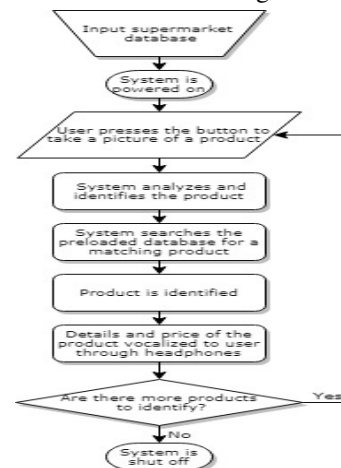 Input supermarket
database
System is
powered on
User presses the button to
take a picture of a product
System analyzes and
identifies the product
System searches the
preloaded database for a
matching product
Product is identified
Details and price of the
product vocalized to user
through headphones
Are there more products
to identify?
Yes
No
System is
shut off